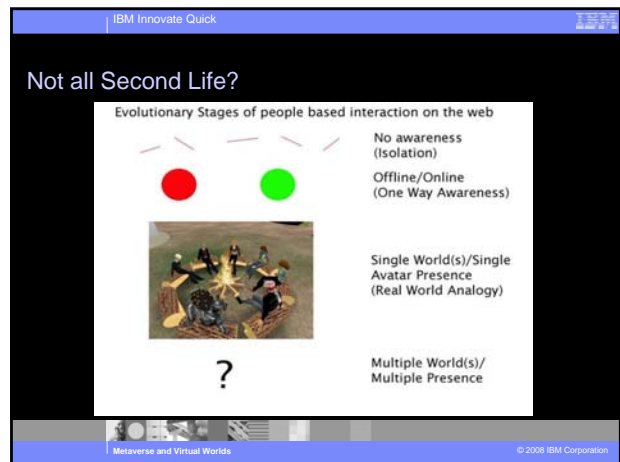 IBM Innovate Quick
IBM
Not all Second Life?
Evolutionary Stages of people based interaction on the web
No awareness
(Isolation)
Offline/Online
(One Way Awareness)
Single World(s)/Single
Avatar Presence
(Real World Analogy)
?
Multiple World(s)/
Multiple Presence
Metaverse and Virtual Worlds
© 2008 IBM Corporation